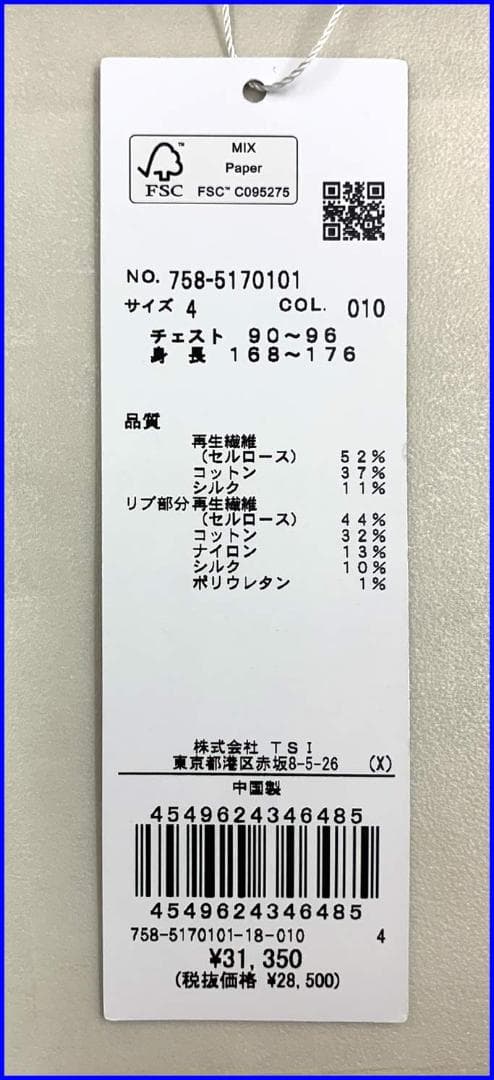 MIX
Paper
FSC™ C095275
FSC
NO. 758-5170101
サイズ 4 COL. 010
チェスト 90～96
身長 168～176
品質
再生繊維
(セルロース) 52%
コットン 37%
シルク 11%
リブ部分再生繊維
(セルロース) 44%
コットン 32%
ナイロン 13%
シルク 10%
ポリウレタン 1%
株式会社 TSI
東京都港区赤坂8-5-26 (X)
中国製
4549624346485
4549624346485
758-5170101-18-010 4
¥31,350
(税抜価格 ¥28,500)